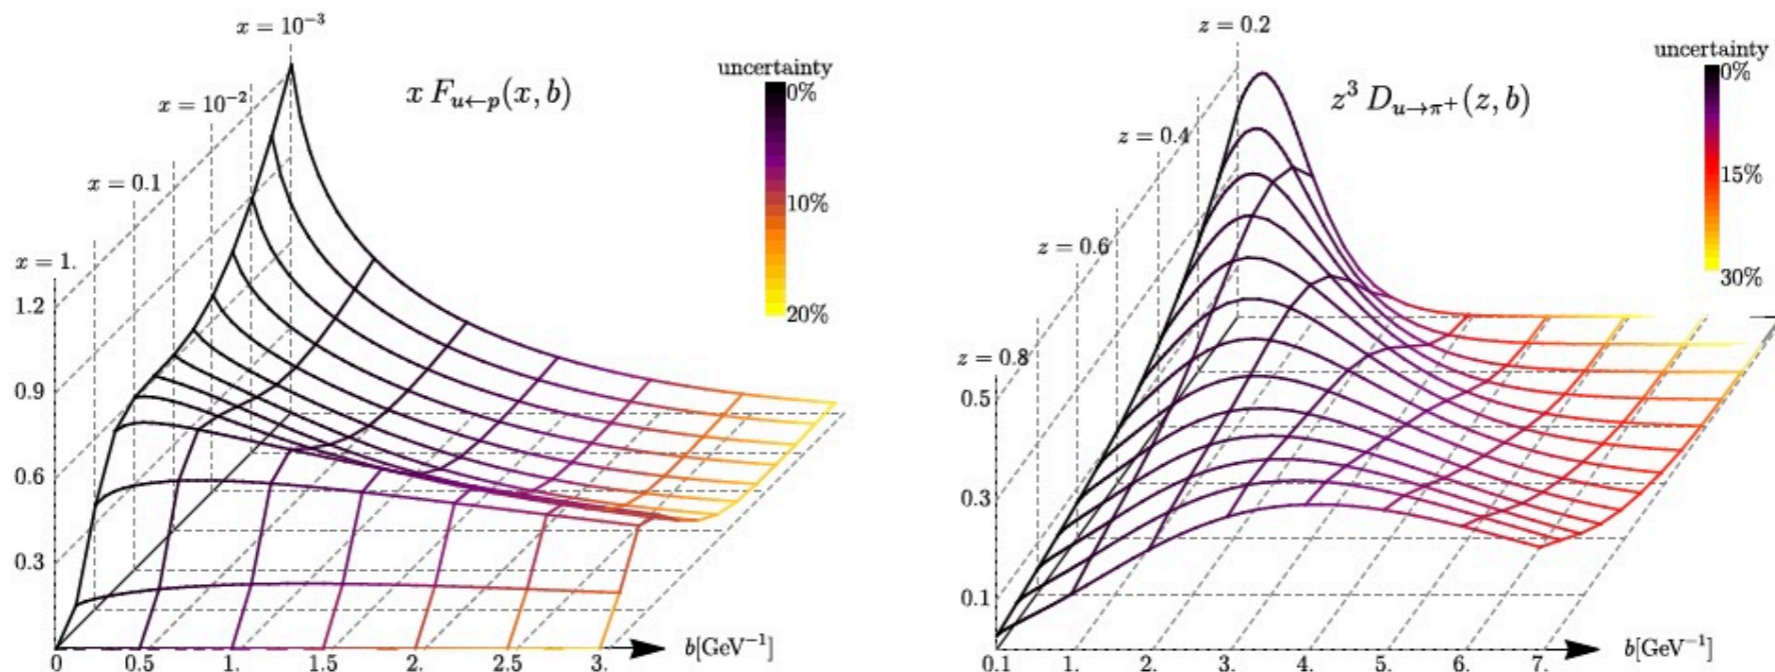 x = 10⁻³
x = 10⁻²
x = 0.1
x = 1.
x F_{u←p}(x, b)
uncertainty
0%
10%
20%
1.2
0.9
0.6
0.3
0 0.5 1. 1.5 2. 2.5 3.
b[GeV⁻¹]
z = 0.2
z = 0.4
z = 0.6
z = 0.8
z³ D_{u→π⁺}(z, b)
uncertainty
0%
15%
30%
0.5
0.3
0.1
0.1 1. 2. 3. 4. 5. 6. 7.
b[GeV⁻¹]